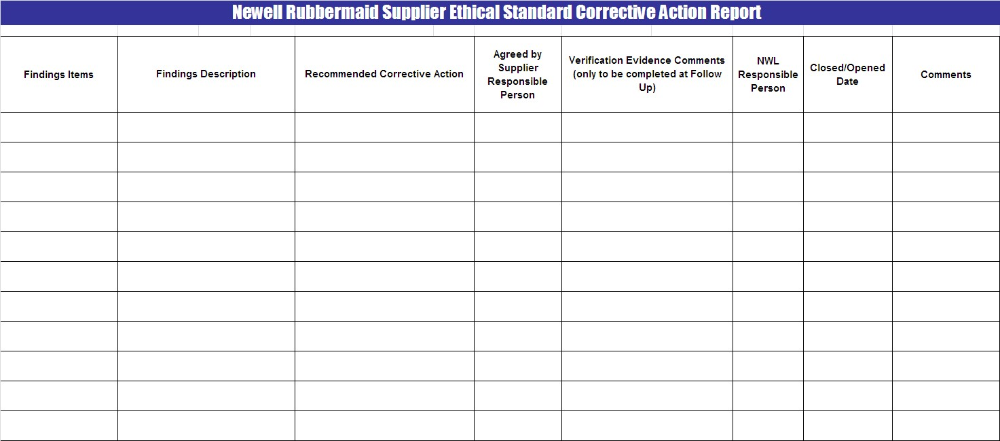 Newell Rubbermaid Supplier Ethical Standard Corrective Action Report
Findings Items
Findings Description
Recommended Corrective Action
Agreed by
Supplier
Responsible
Person
Verification Evidence Comments
(only to be completed at Follow
Up)
NWL
Responsible
Person
Closed/Opened
Date
Comments